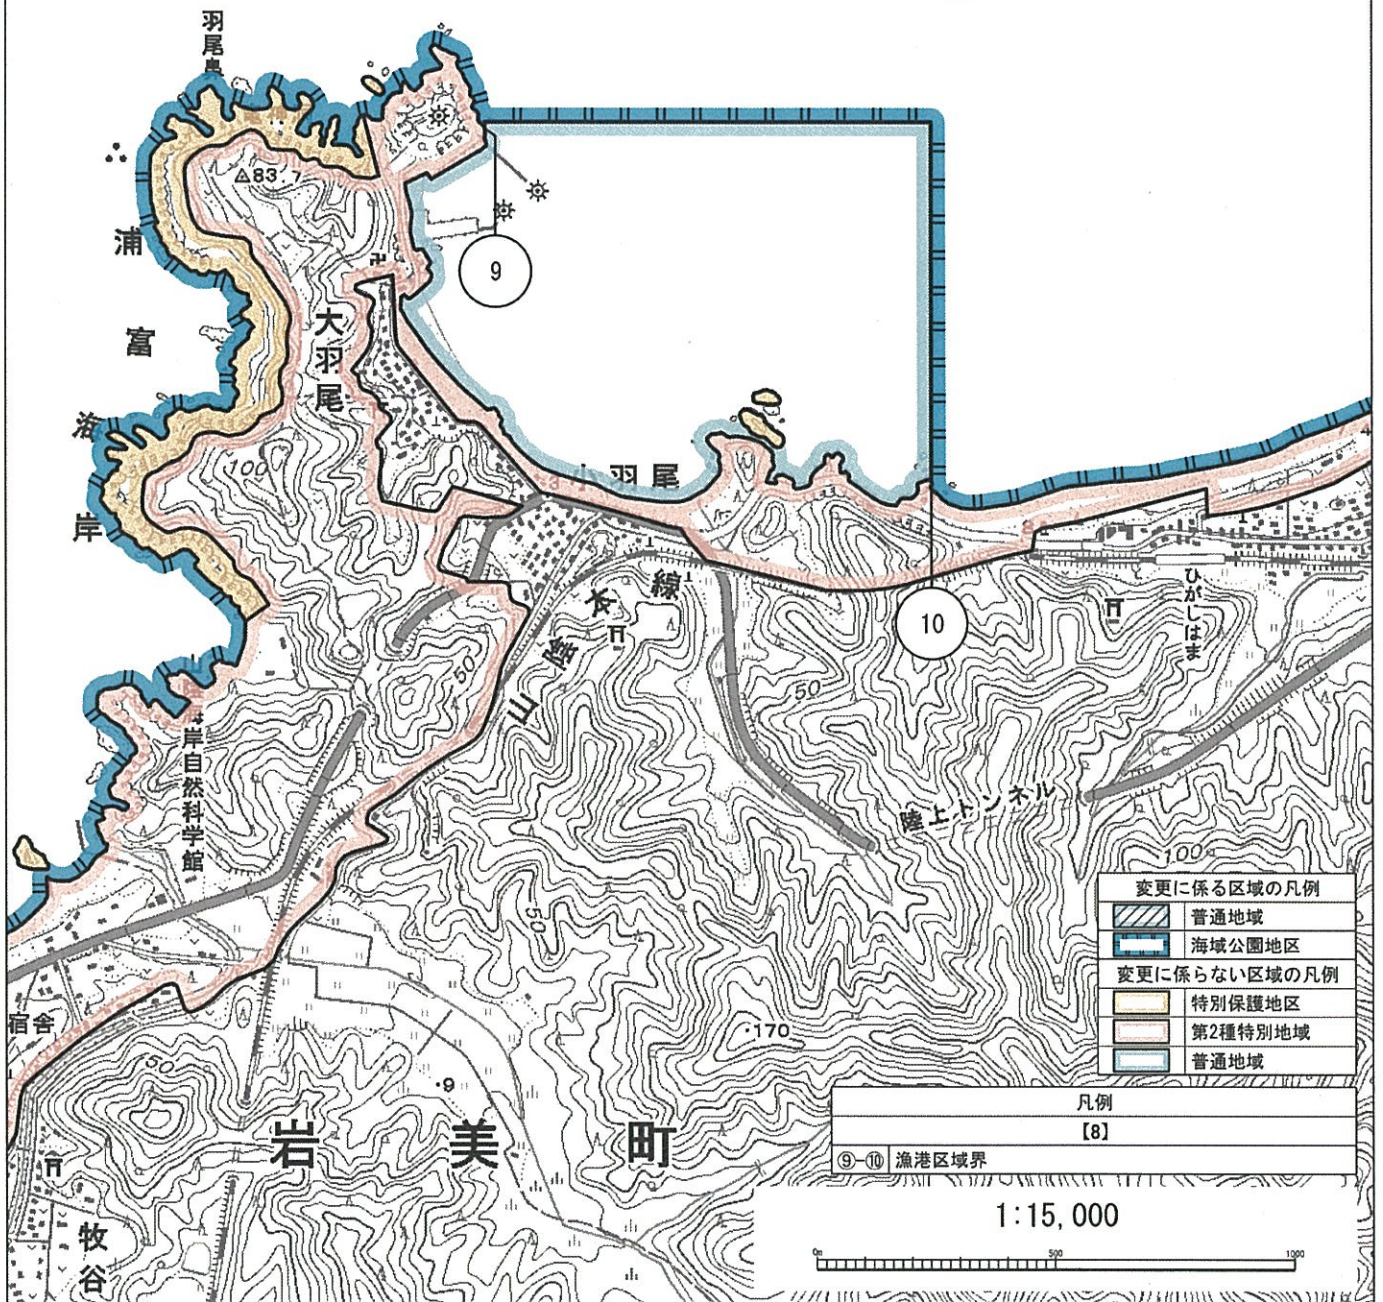 羽尾鼻
83.7
浦富海岸
9
大羽尾
100
小羽尾
山陰本線
10
ひがしはま
50
50
岸自然科学館
陸上トンネル
100
50
宿舎
170
50
9
岩美町
牧谷
変更に係る区域の凡例
普通地域
海域公園地区
変更に係らない区域の凡例
特別保護地区
第2種特別地域
普通地域
凡例
【8】
⑨-⑩ 漁港区域界
1:15,000
0m 500 1000